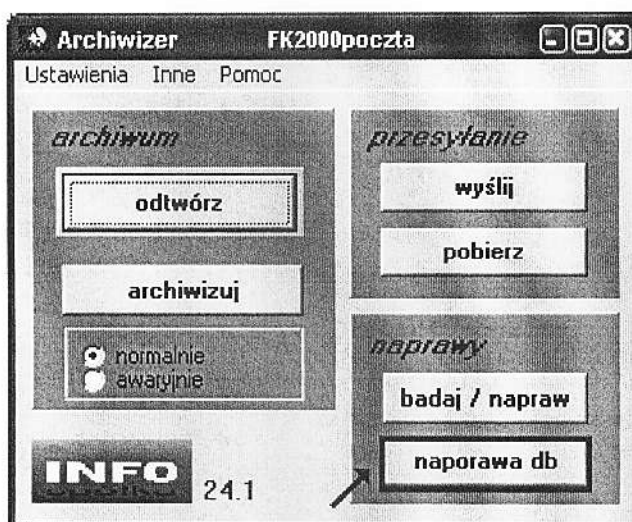 Archiwizer FK2000poczta
Ustawienia Inne Pomoc
archiwum
odtwórz
archiwizuj
normalnie
awaryjnie
INFO 24.1
przesyłanie
wyślij
pobierz
naprawy
badaj / napraw
naporawa db